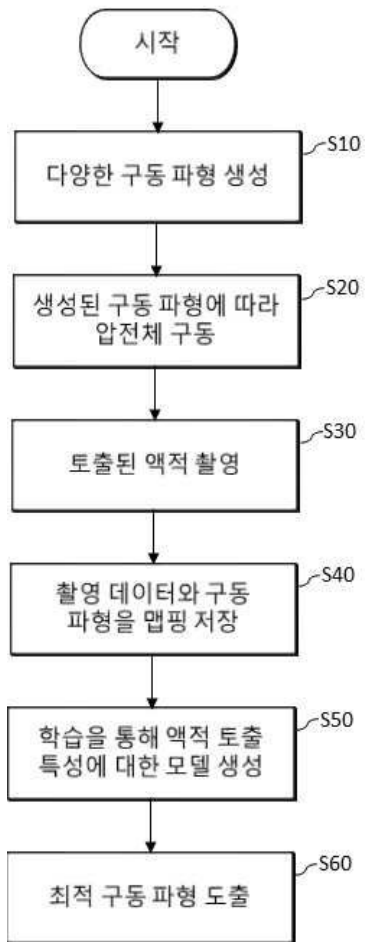 시작
S10
다양한 구동 파형 생성
S20
생성된 구동 파형에 따라
압전체 구동
S30
토출된 액적 촬영
S40
촬영 데이터와 구동
파형을 맵핑 저장
S50
학습을 통해 액적 토출
특성에 대한 모델 생성
S60
최적 구동 파형 도출